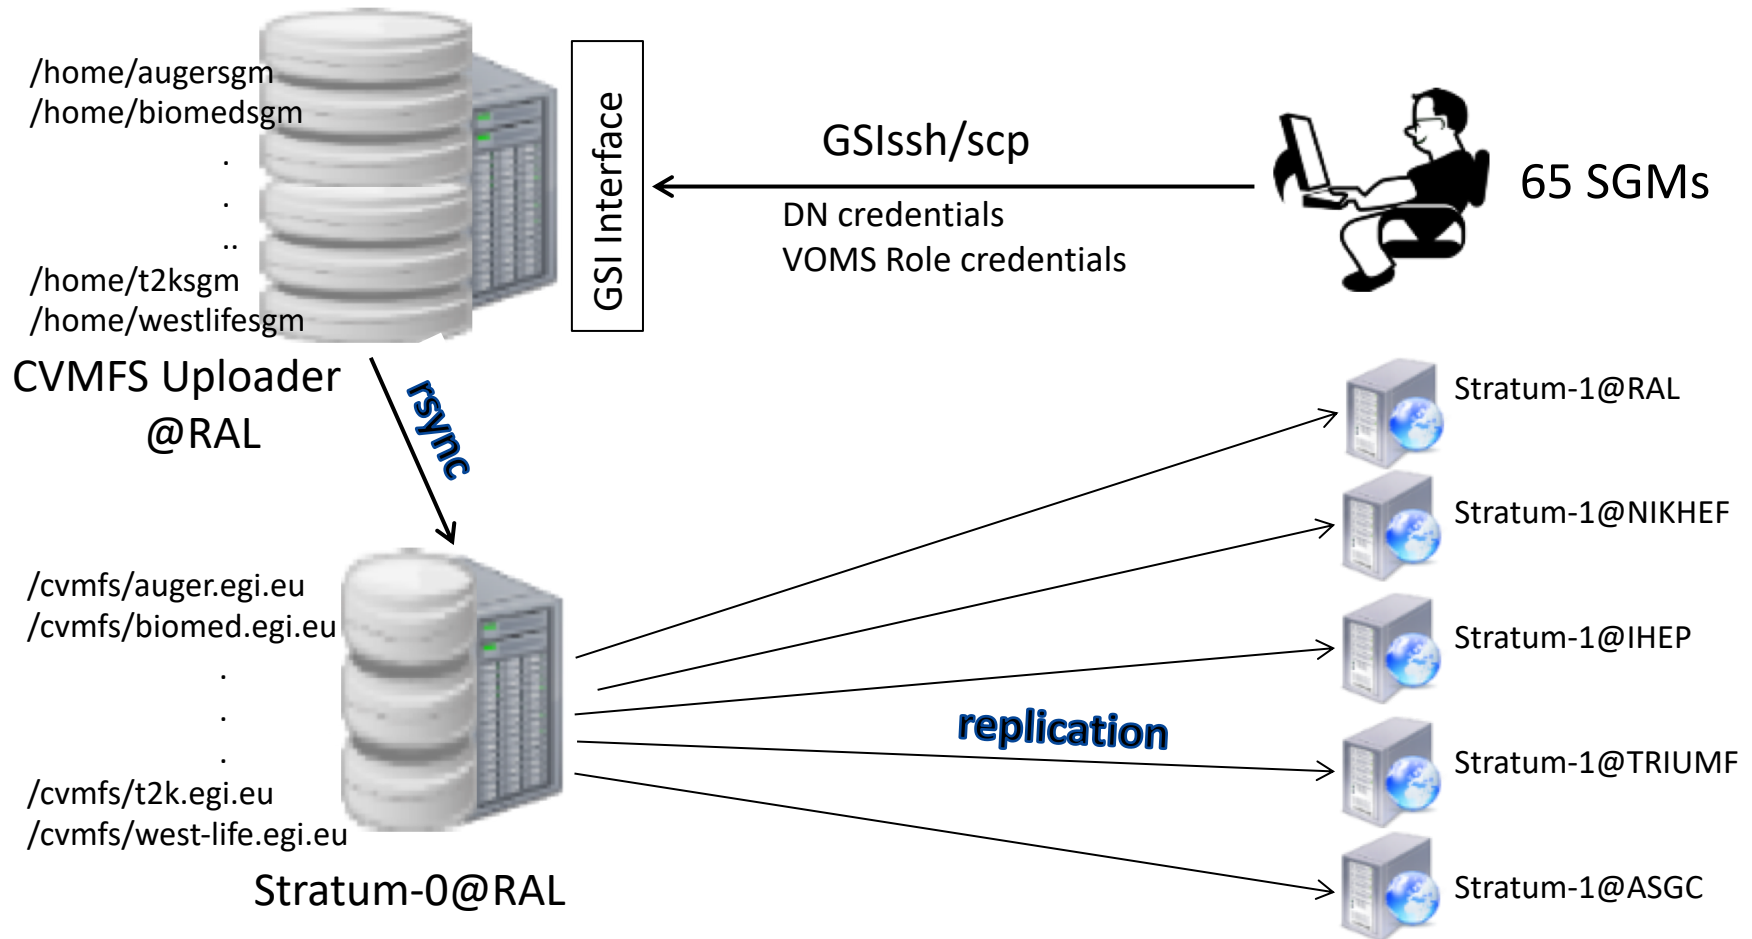 /home/augersgm
/home/biomedsgm
.
.
..
/home/t2ksgm
/home/westlifesgm
CVMFS Uploader
@RAL
GSI Interface
GSIssh/scp
DN credentials
VOMS Role credentials
65 SGMs
rsync
/cvmfs/auger.egi.eu
/cvmfs/biomed.egi.eu
.
.
.
/cvmfs/t2k.egi.eu
/cvmfs/west-life.egi.eu
Stratum-0@RAL
replication
Stratum-1@RAL
Stratum-1@NIKHEF
Stratum-1@IHEP
Stratum-1@TRIUMF
Stratum-1@ASGC